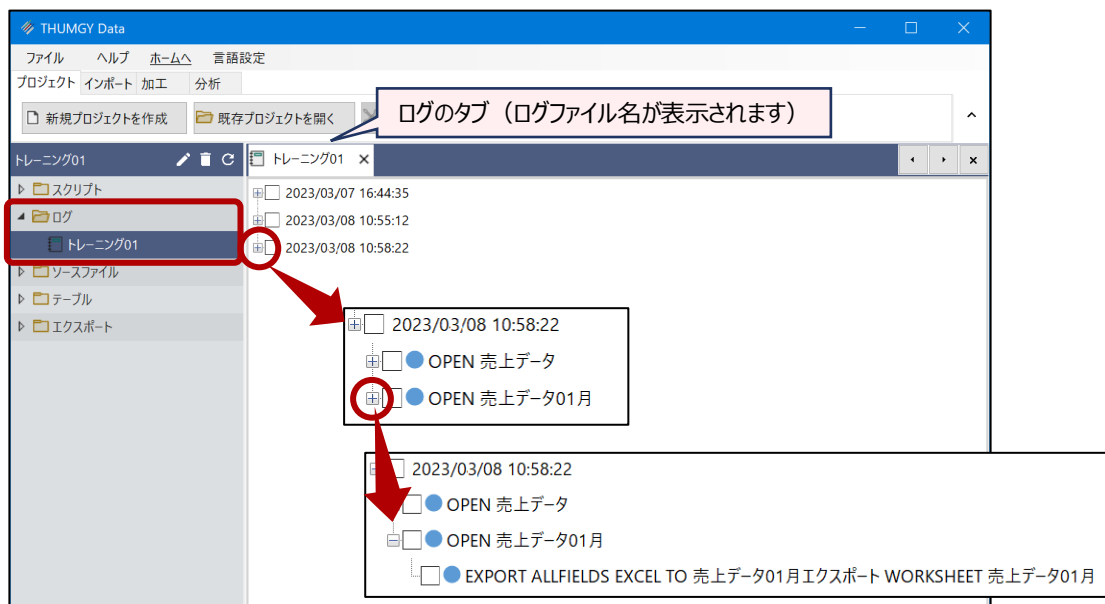 THUMGY Data
ファイル ヘルプ ホームへ 言語設定
プロジェクト インポート 加工 分析
新規プロジェクトを作成 既存プロジェクトを開く
ログのタブ（ログファイル名が表示されます）
トレーニング01
トレーニング01
スクリプト
ログ
トレーニング01
ソースファイル
テーブル
エクスポート
2023/03/07 16:44:35
2023/03/08 10:55:12
2023/03/08 10:58:22
2023/03/08 10:58:22
OPEN 売上データ
OPEN 売上データ01月
2023/03/08 10:58:22
OPEN 売上データ
OPEN 売上データ01月
EXPORT ALLFIELDS EXCEL TO 売上データ01月エクスポート WORKSHEET 売上データ01月